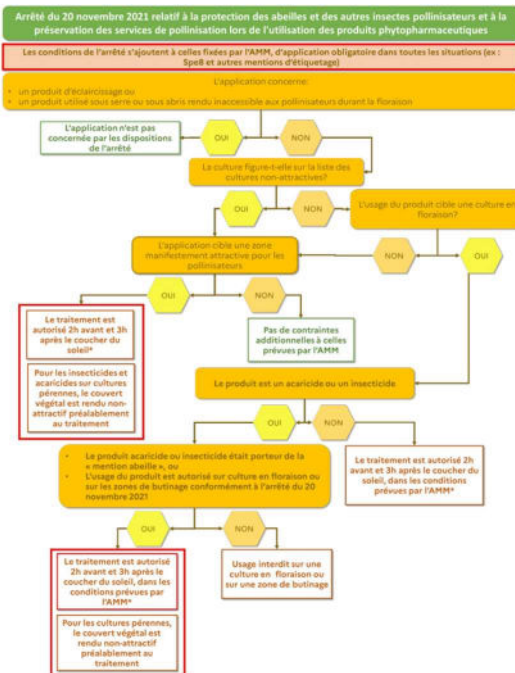 Arrêté du 20 novembre 2021 relatif à la protection des abeilles et des autres insectes pollinisateurs et à la
préservation des services de pollinisation lors de l'utilisation des produits phytopharmaceutiques
Les conditions de l'arrêté s'ajoutent à celles fixées par l'AMM, d'application obligatoire dans toutes les situations (ex :
Spe8 et autres mentions d'étiquetage)
L'application concerne:
• un produit d'éclaircissage ou
• un produit utilisé sous serre ou sous abris rendu inaccessible aux pollinisateurs durant la floraison
L'application n'est pas
concernée par les dispositions
de l'arrêté
OUI
NON
La culture figure-t-elle sur la liste des
cultures non-attractives?
OUI
NON
L'usage du produit cible une culture en
floraison?
L'application cible une zone
manifestement attractive pour les
pollinisateurs
NON
OUI
OUI
NON
Le traitement est
autorisé 2h avant et 3h
après le coucher du
soleil*
Pour les insecticides et
acaricides sur cultures
pérennes, le couvert
végétal est rendu non-
attractif préalablement
au traitement
Pas de contraintes
additionnelles à celles
prévues par l'AMM
Le produit est un acaricide ou un insecticide
OUI
NON
• Le produit acaricide ou insecticide était porteur de la
« mention abeille », ou
• L'usage du produit est autorisé sur culture en floraison ou
sur les zones de butinage conformément à l'arrêté du 20
novembre 2021
Le traitement est autorisé 2h
avant et 3h après le coucher du
soleil, dans les conditions
prévues par l'AMM*
OUI
NON
Le traitement est autorisé
2h avant et 3h après le
coucher du soleil, dans les
conditions prévues par
l'AMM*
Pour les cultures pérennes,
le couvert végétal est
rendu non-attractif
préalablement au
traitement
Usage interdit sur une
culture en floraison ou
sur une zone de butinage